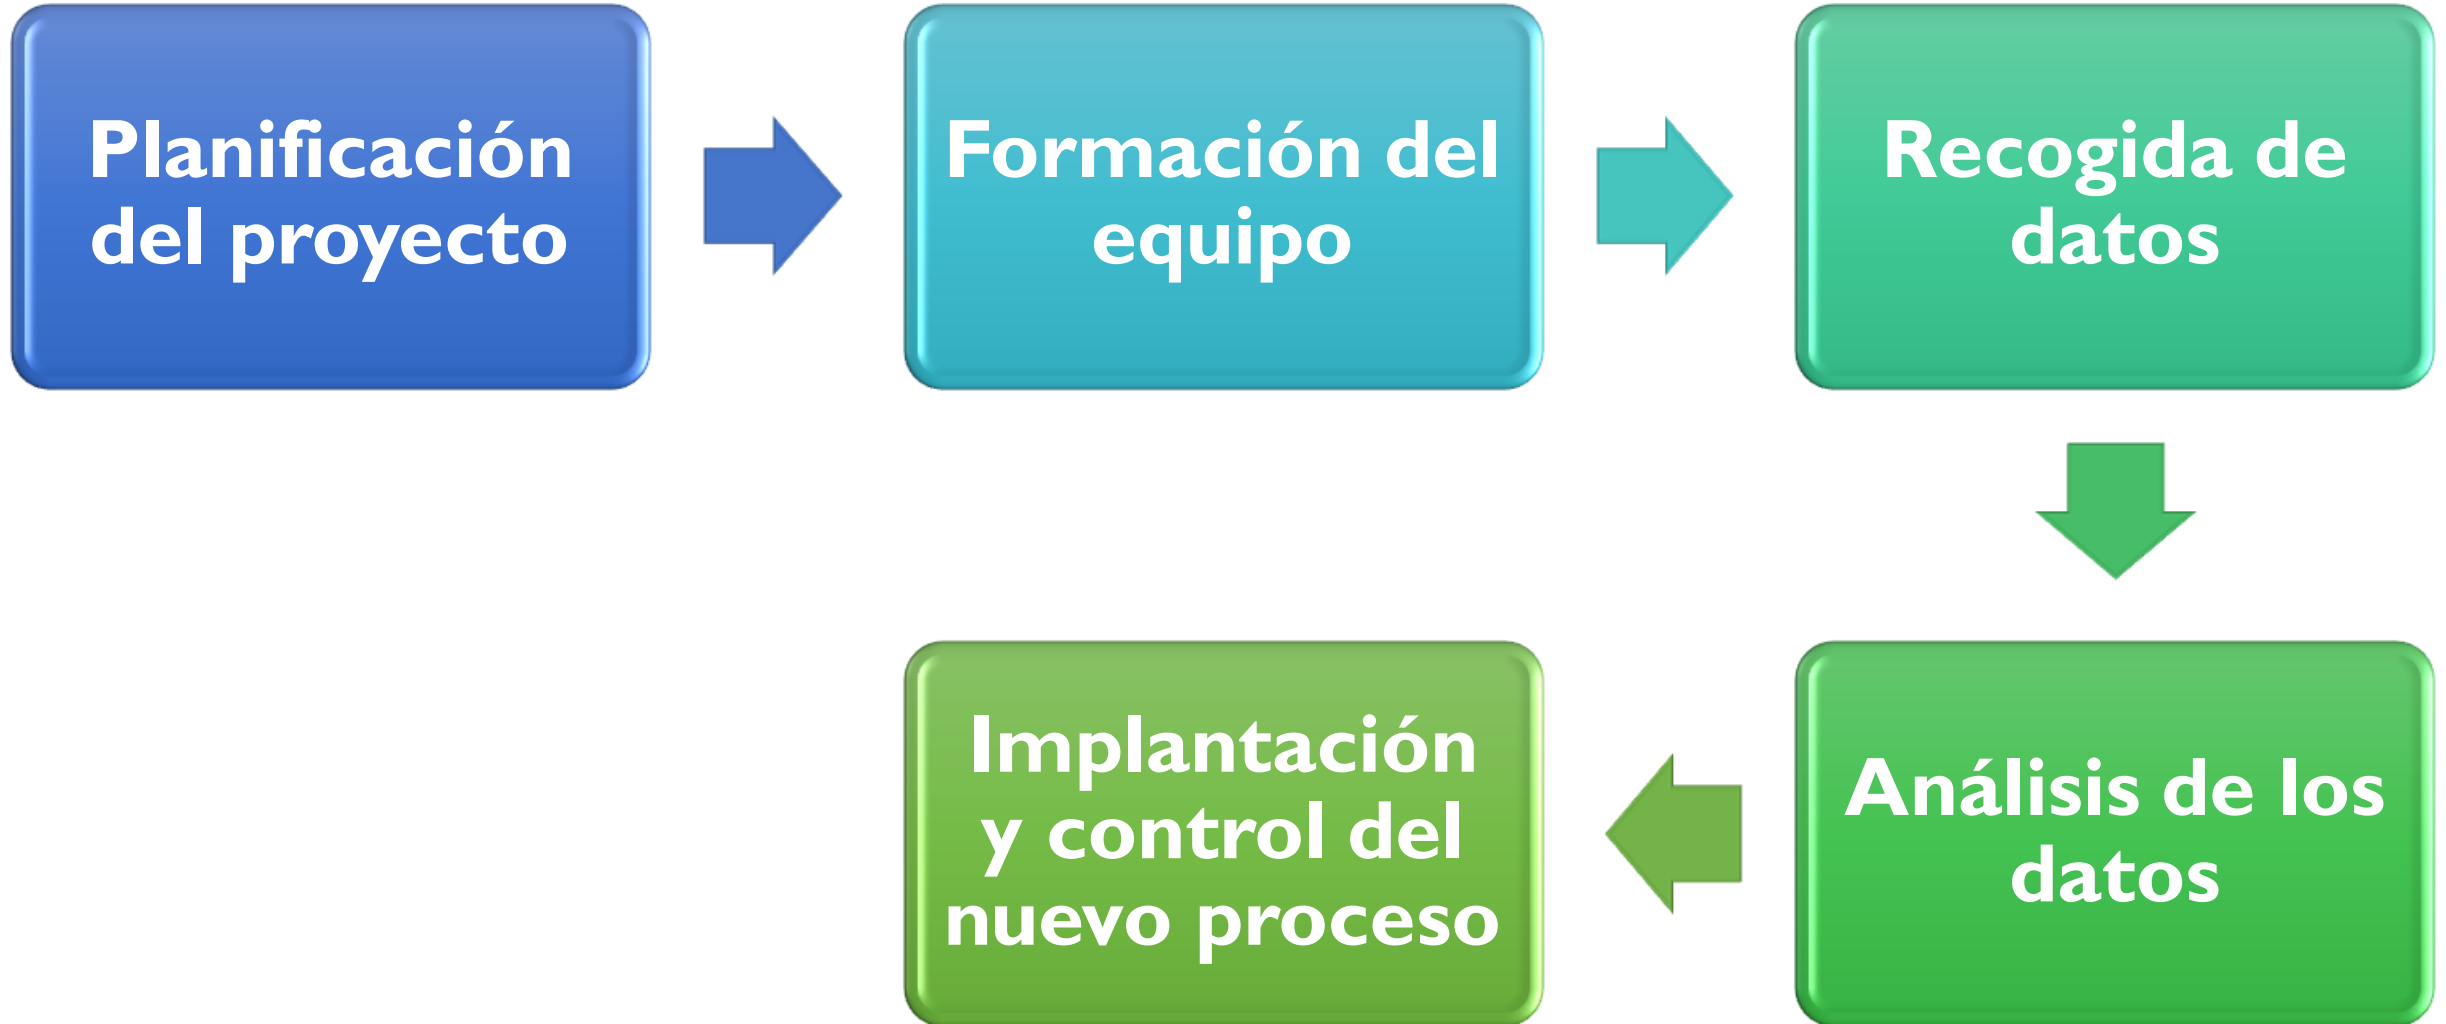 Planificación
del proyecto
Formación del
equipo
Recogida de
datos
Análisis de los
datos
Implantación
y control del
nuevo proceso